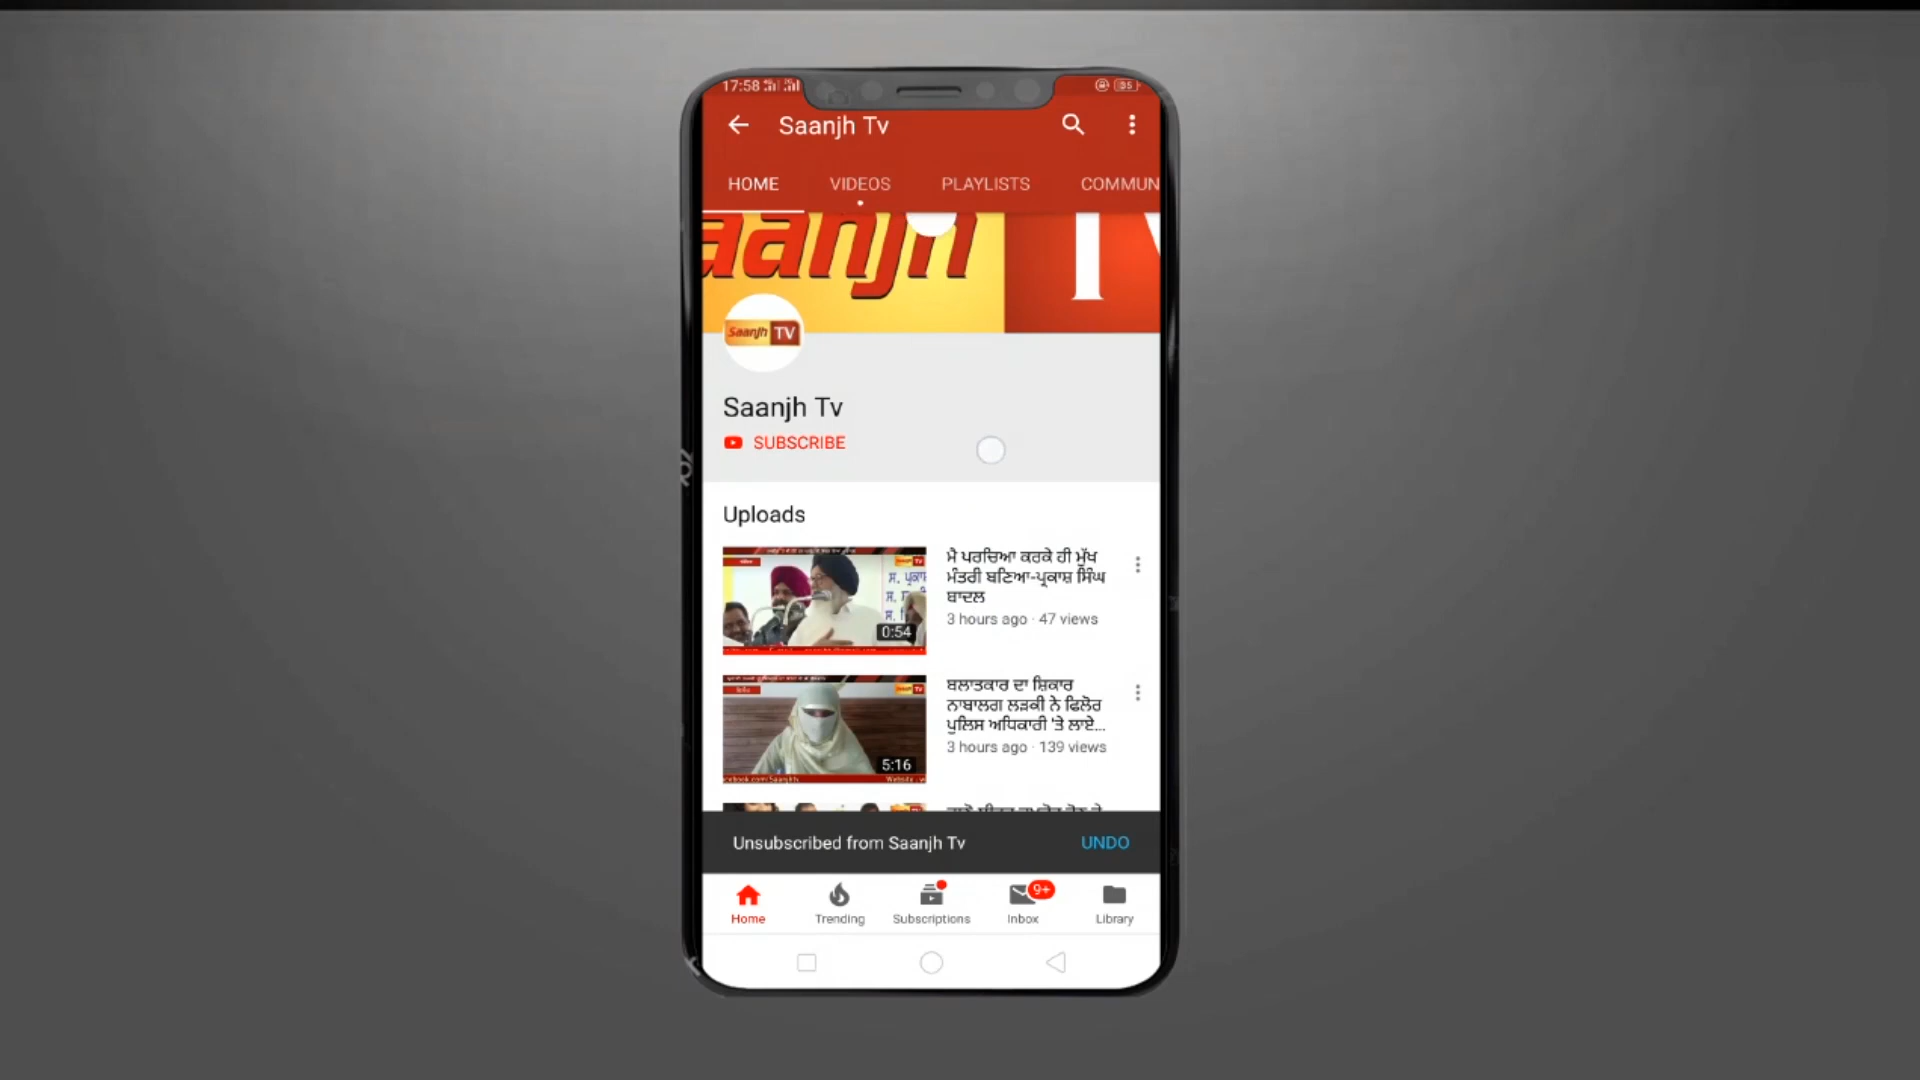 17:58
Saanjh Tv
HOME VIDEOS PLAYLISTS COMMUN
aanjh T
Saanjh TV
Saanjh Tv
SUBSCRIBE
Uploads
ਮੈ ਪਰਚਿਆ ਕਰਕੇ ਹੀ ਮੁੱਖ
ਮੰਤਰੀ ਬਣਿਆ-ਪ੍ਰਕਾਸ਼ ਸਿੰਘ
ਬਾਦਲ
3 hours ago · 47 views
0:54
ਬਲਾਤਕਾਰ ਦਾ ਸ਼ਿਕਾਰ
ਨਾਬਾਲਗ ਲੜਕੀ ਨੇ ਫਿਲੋਰ
ਪੁਲਿਸ ਅਧਿਕਾਰੀ 'ਤੇ ਲਾਏ...
3 hours ago · 139 views
5:16
Unsubscribed from Saanjh Tv UNDO
9+
Home Trending Subscriptions Inbox Library